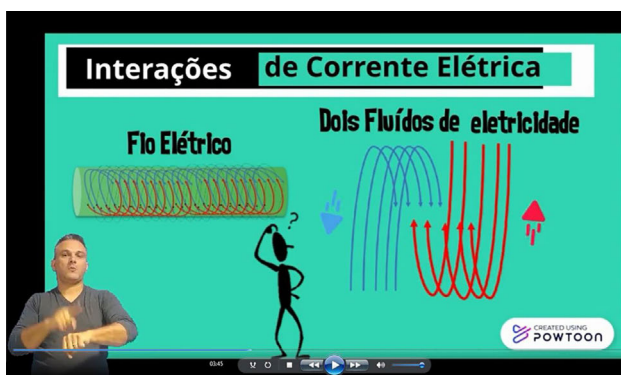 Interações de Corrente Elétrica
Fio Elétrico
Dois Fluídos de eletricidade
?
CREATED USING
POWTOON
03:45